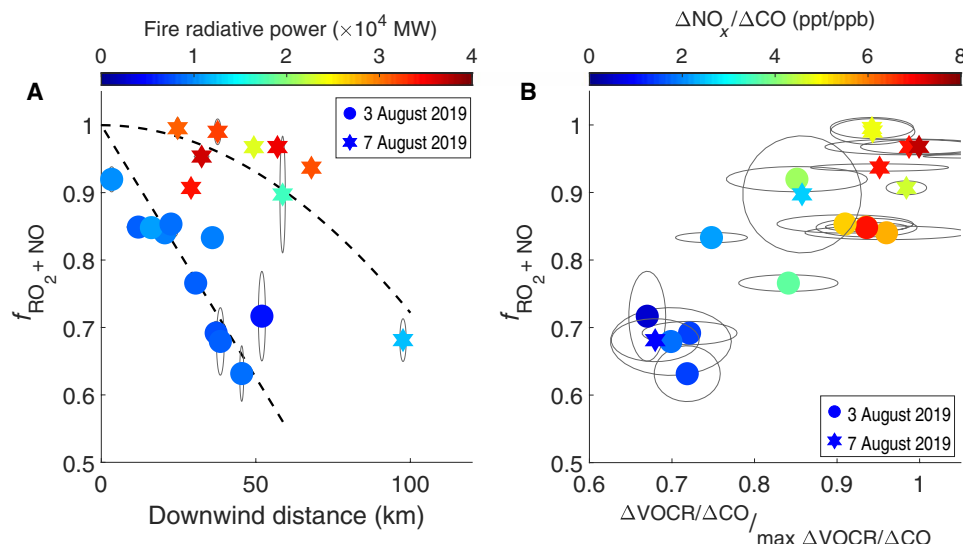 Fire radiative power (×10⁴ MW)
0 1 2 3 4
A
3 August 2019
7 August 2019
1
0.9
0.8
0.7
0.6
0.5
f_RO₂ + NO
0 50 100
Downwind distance (km)
ΔNOₓ/ΔCO (ppt/ppb)
0 2 4 6 8
B
1
0.9
0.8
0.7
0.6
0.5
f_RO₂ + NO
3 August 2019
7 August 2019
0.6 0.7 0.8 0.9 1
ΔVOCR/ΔCO/max ΔVOCR/ΔCO